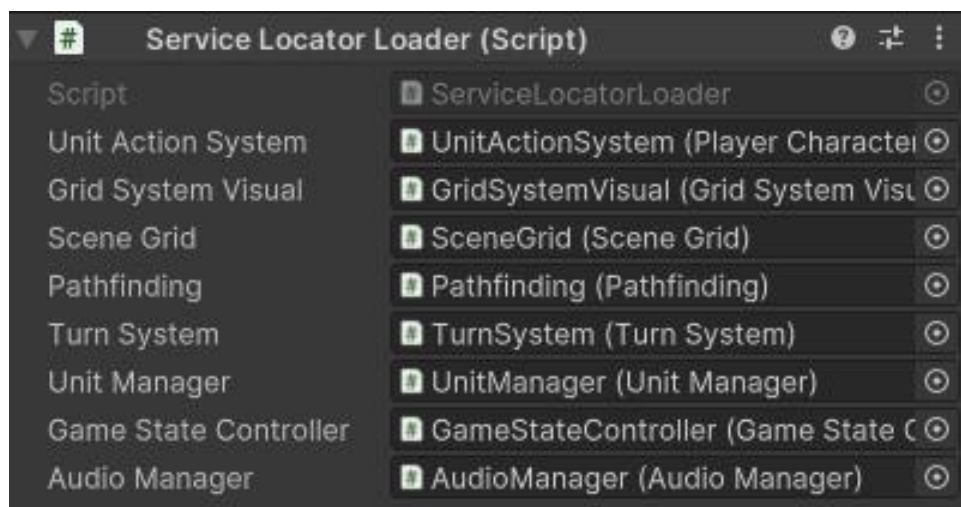 # Service Locator Loader (Script)
Script # ServiceLocatorLoader
Unit Action System # UnitActionSystem (Player Character
Grid System Visual # GridSystemVisual (Grid System Visu
Scene Grid # SceneGrid (Scene Grid)
Pathfinding # Pathfinding (Pathfinding)
Turn System # TurnSystem (Turn System)
Unit Manager # UnitManager (Unit Manager)
Game State Controller # GameStateController (Game State C
Audio Manager # AudioManager (Audio Manager)